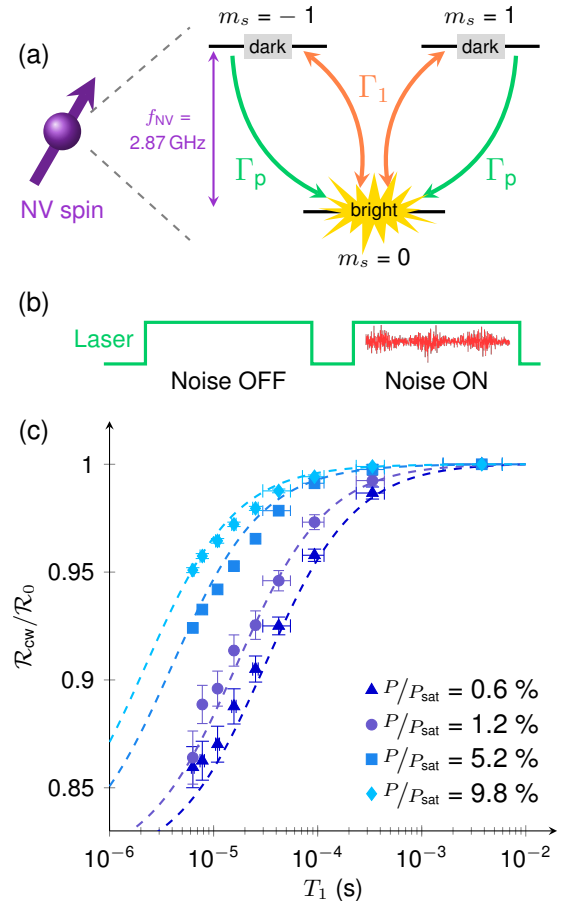 (a)
m_s = − 1
m_s = 1
dark
dark
f_NV =
2.87 GHz
Γ_1
Γ_p
Γ_p
NV spin
bright
m_s = 0
(b)
Laser
Noise OFF
Noise ON
(c)
1
0.95
0.9
0.85
R_cw/R_0
P/P_sat = 0.6 %
P/P_sat = 1.2 %
P/P_sat = 5.2 %
P/P_sat = 9.8 %
10^−6
10^−5
10^−4
10^−3
10^−2
T_1 (s)